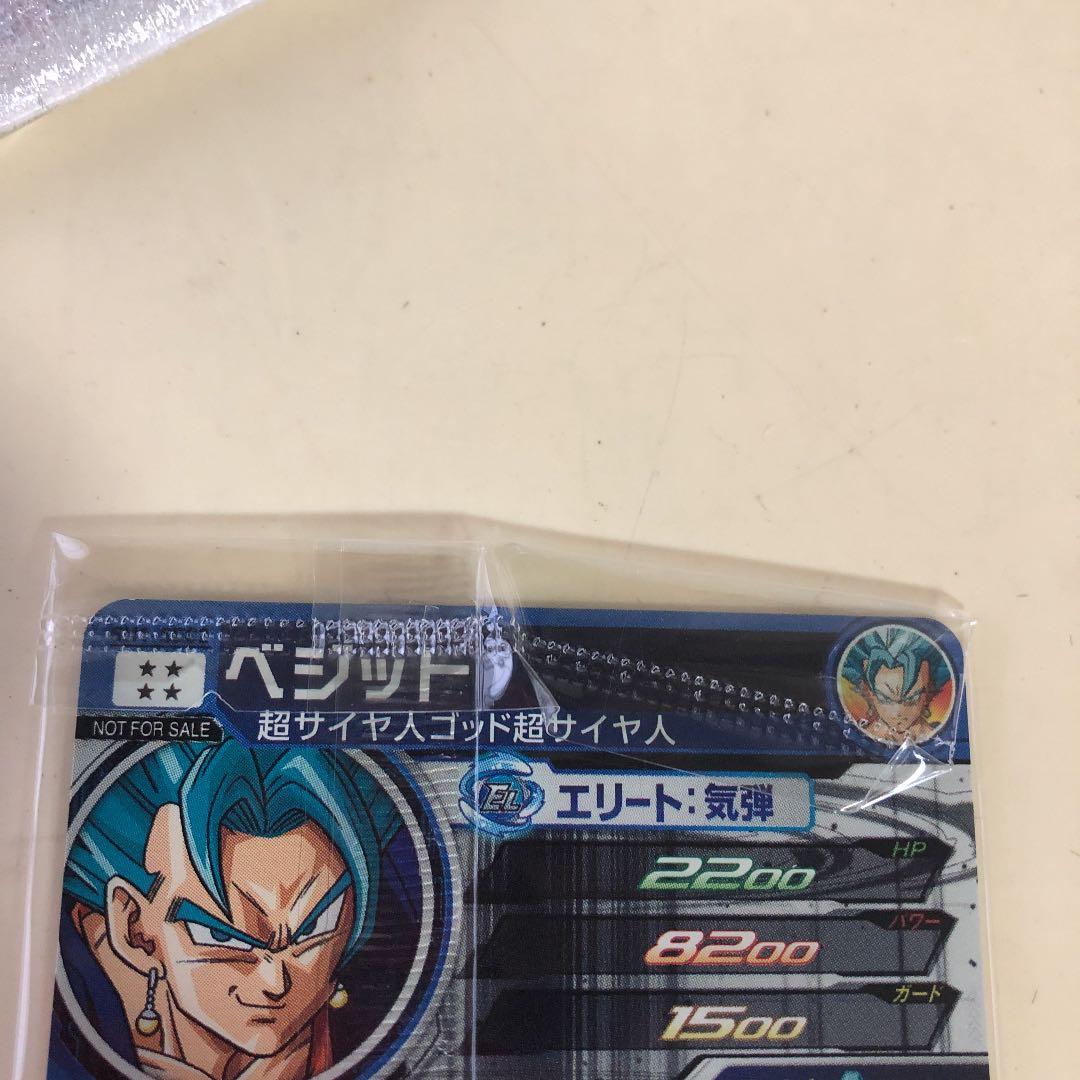 ベジット
NOT FOR SALE
超サイヤ人ゴッド超サイヤ人
EL エリート:気弾
HP
2200
パワー
8200
ガード
1500